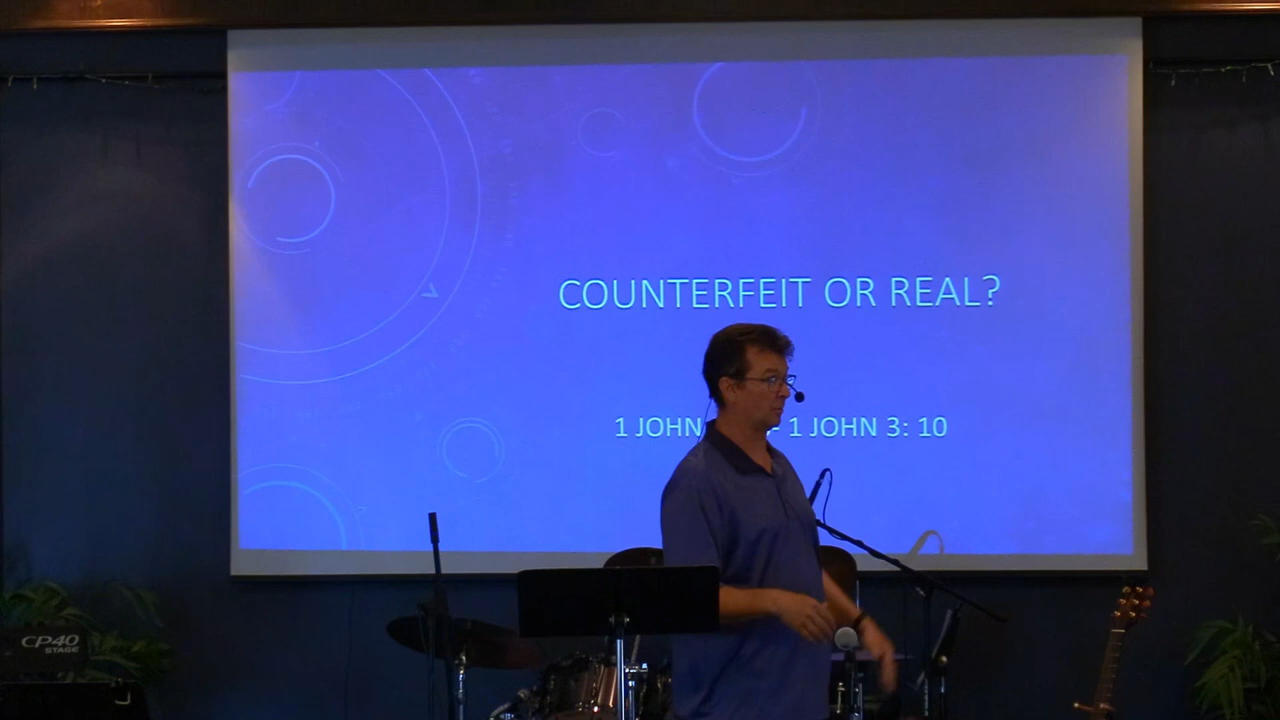 COUNTERFEIT OR REAL?
1 JOHN - 1 JOHN 3: 10
CP40
STAGE